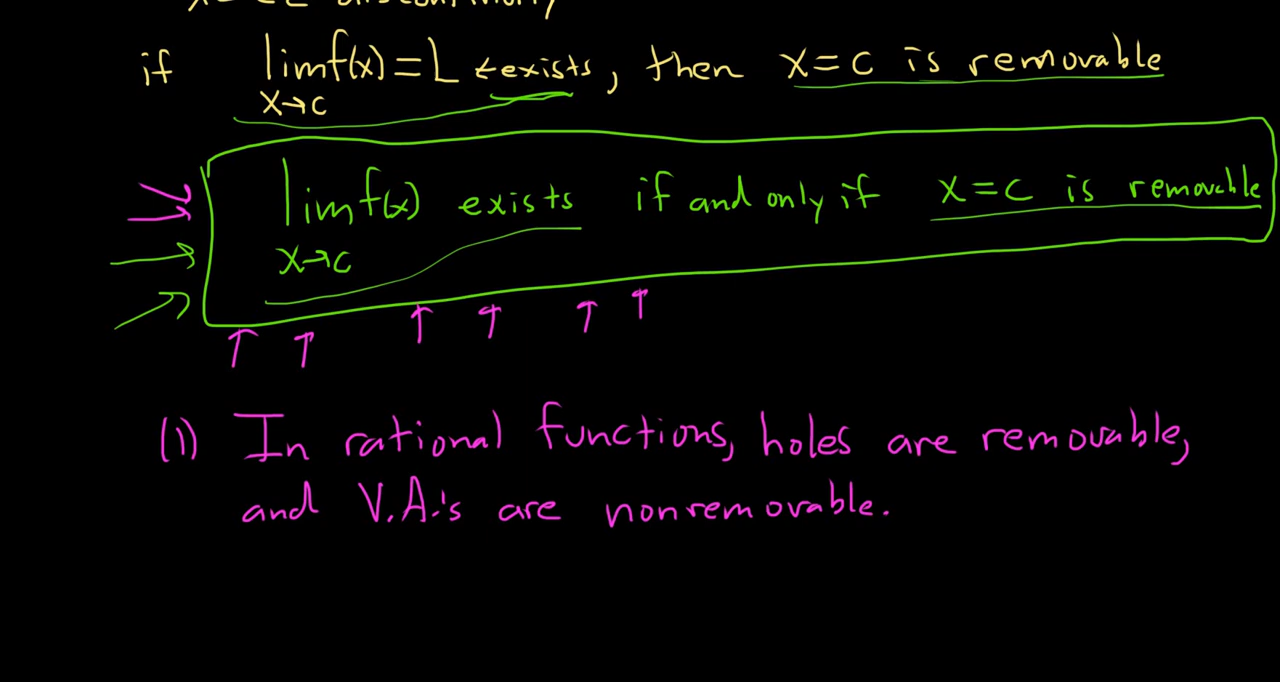 x=c discontinuity
if lim f(x) = L ← exists, then x=c is removable
x→c
lim f(x) exists if and only if x=c is removable
x→c
(1) In rational functions, holes are removable,
and V.A.'s are nonremovable.